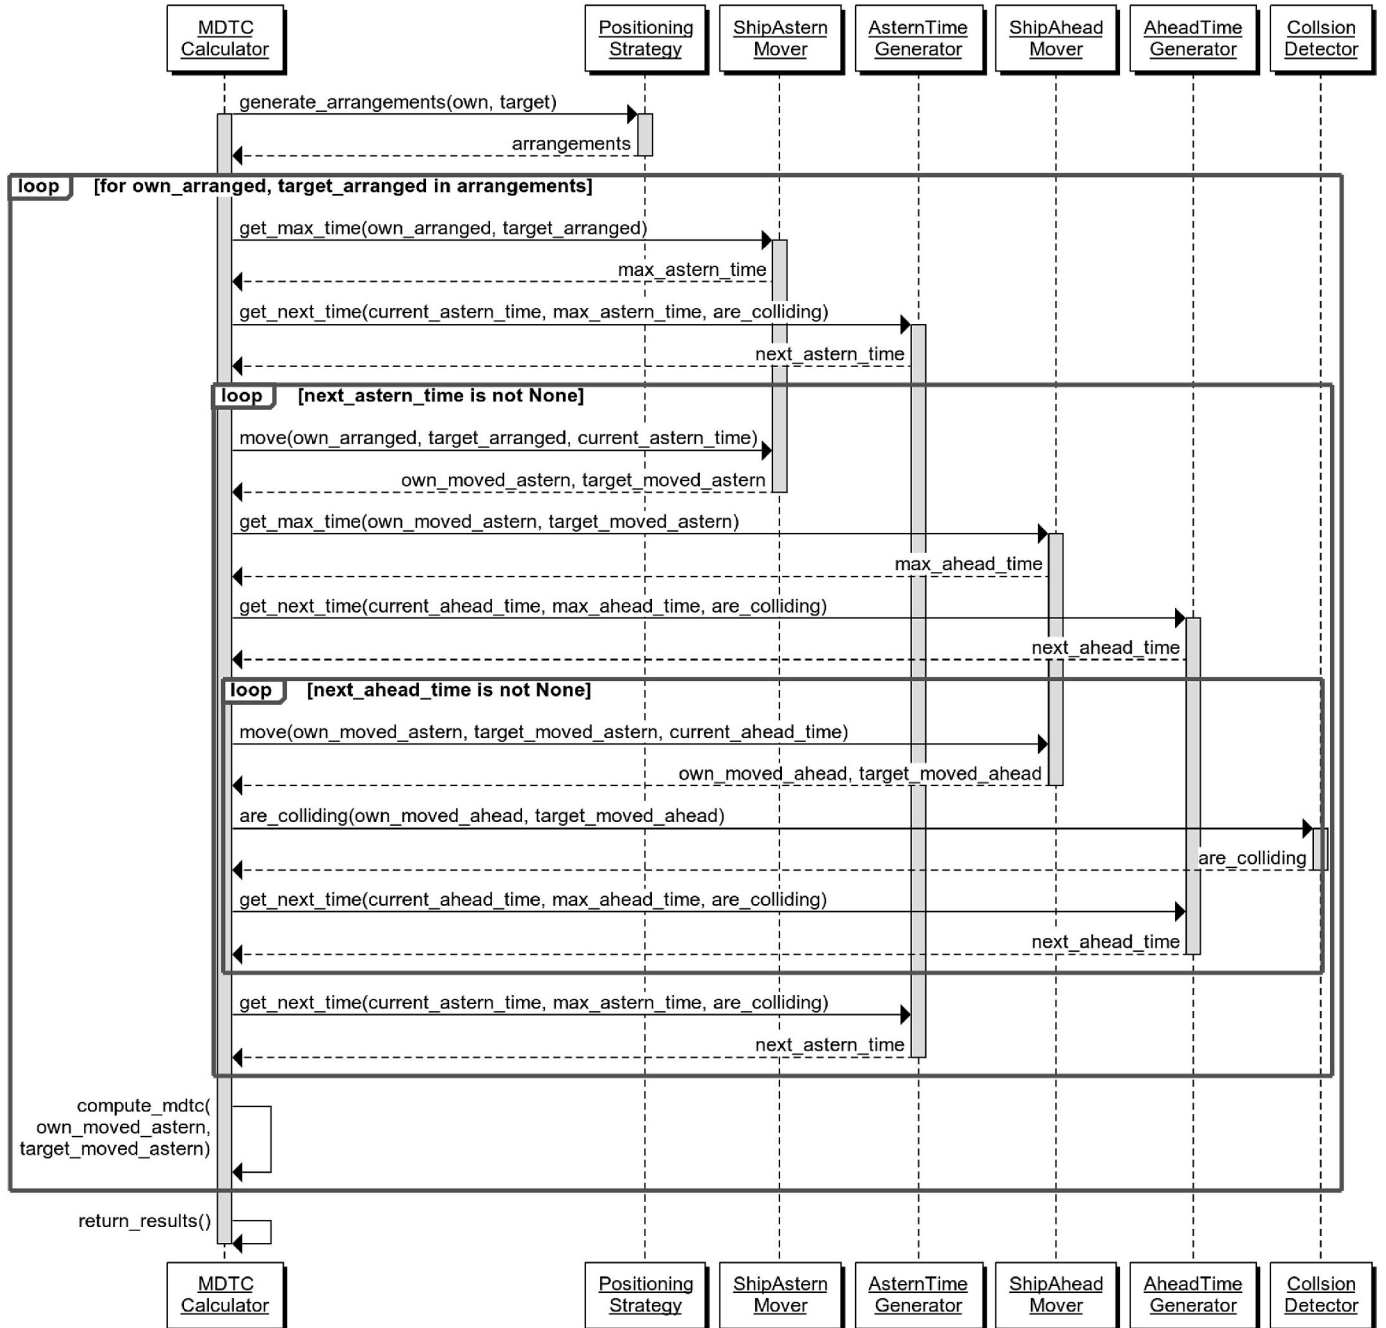 MDTC
Calculator
Positioning
Strategy
ShipAstern
Mover
AsternTime
Generator
ShipAhead
Mover
AheadTime
Generator
Collsion
Detector
generate_arrangements(own, target)
arrangements
loop [for own_arranged, target_arranged in arrangements]
get_max_time(own_arranged, target_arranged)
max_astern_time
get_next_time(current_astern_time, max_astern_time, are_colliding)
next_astern_time
loop [next_astern_time is not None]
move(own_arranged, target_arranged, current_astern_time)
own_moved_astern, target_moved_astern
get_max_time(own_moved_astern, target_moved_astern)
max_ahead_time
get_next_time(current_ahead_time, max_ahead_time, are_colliding)
next_ahead_time
loop [next_ahead_time is not None]
move(own_moved_astern, target_moved_astern, current_ahead_time)
own_moved_ahead, target_moved_ahead
are_colliding(own_moved_ahead, target_moved_ahead)
are_colliding
get_next_time(current_ahead_time, max_ahead_time, are_colliding)
next_ahead_time
get_next_time(current_astern_time, max_astern_time, are_colliding)
next_astern_time
compute_mdtc(
own_moved_astern,
target_moved_astern)
return_results()
MDTC
Calculator
Positioning
Strategy
ShipAstern
Mover
AsternTime
Generator
ShipAhead
Mover
AheadTime
Generator
Collsion
Detector